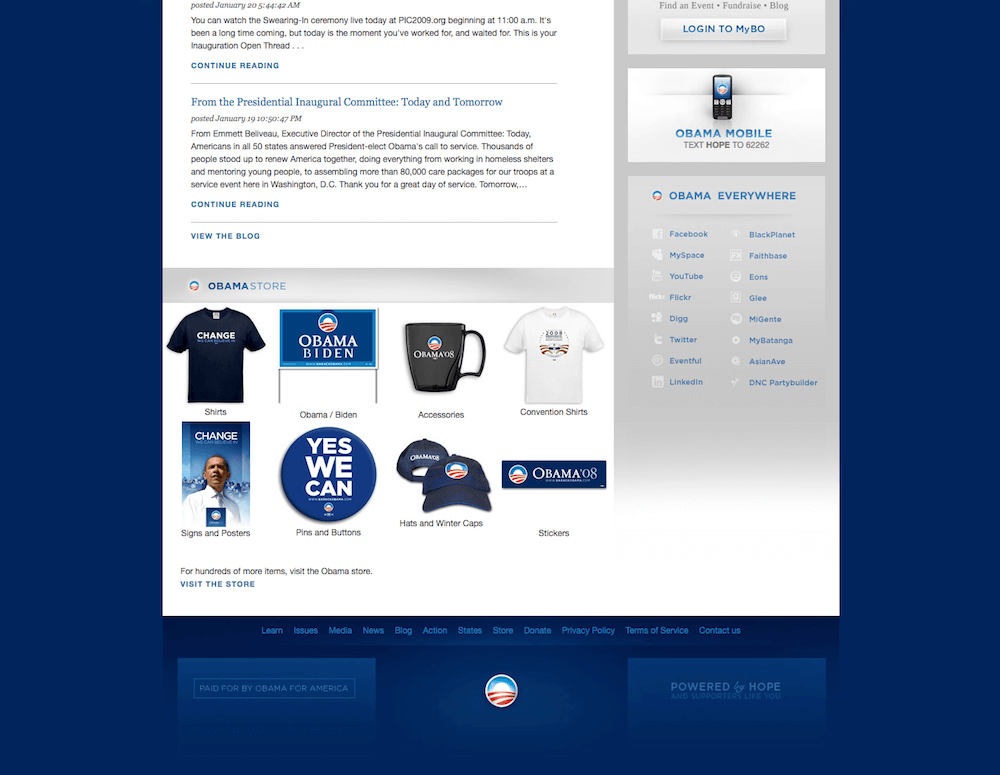 posted January 20 5:44:42 AM
You can watch the Swearing-In ceremony live today at PIC2009.org beginning at 11:00 a.m. It's
been a long time coming, but today is the moment you've worked for, and waited for. This is your
Inauguration Open Thread . . .
CONTINUE READING
From the Presidential Inaugural Committee: Today and Tomorrow
posted January 19 10:50:47 PM
From Emmett Beliveau, Executive Director of the Presidential Inaugural Committee: Today,
Americans in all 50 states answered President-elect Obama's call to service. Thousands of
people stood up to renew America together, doing everything from working in homeless shelters
and mentoring young people, to assembling more than 80,000 care packages for our troops at a
service event here in Washington, D.C. Thank you for a great day of service. Tomorrow,...
CONTINUE READING
VIEW THE BLOG
Find an Event • Fundraise • Blog
LOGIN TO MyBO
OBAMA MOBILE
TEXT HOPE TO 62262
OBAMA EVERYWHERE
Facebook
BlackPlanet
MySpace
Faithbase
YouTube
Eons
Flickr
Glee
Digg
MiGente
Twitter
MyBatanga
Eventful
AsianAve
LinkedIn
DNC Partybuilder
OBAMA STORE
CHANGE
WE CAN BELIEVE IN
Shirts
OBAMA
BIDEN
Obama / Biden
OBAMA'08
Accessories
2008
Convention Shirts
CHANGE
WE CAN BELIEVE IN
Signs and Posters
YES
WE
CAN
WWW.BARACKOBAMA.COM
Pins and Buttons
OBAMA'08
Hats and Winter Caps
OBAMA'08
Stickers
For hundreds of more items, visit the Obama store.
VISIT THE STORE
Learn Issues Media News Blog Action States Store Donate Privacy Policy Terms of Service Contact us
PAID FOR BY OBAMA FOR AMERICA
POWERED by HOPE
AND SUPPORTERS LIKE YOU